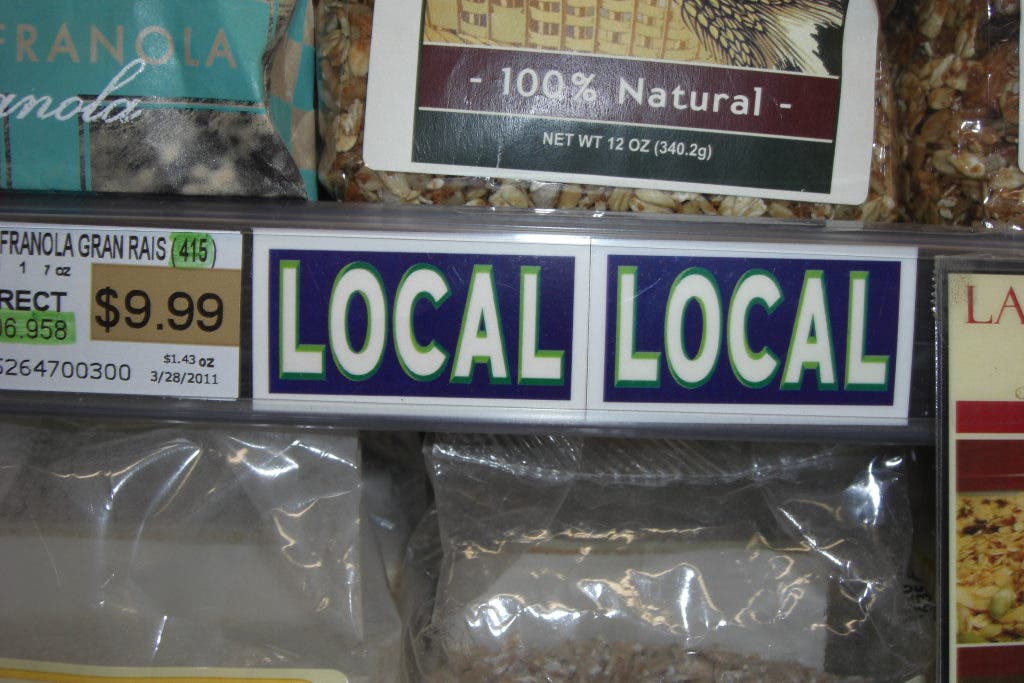 FRANOLA
anola
- 100% Natural -
NET WT 12 OZ (340.2g)
FRANOLA GRAN RAIS (415)
1 7 oz
RECT
06.958
$9.99
5264700300
$1.43 oz
3/28/2011
LOCAL
LOCAL
LA